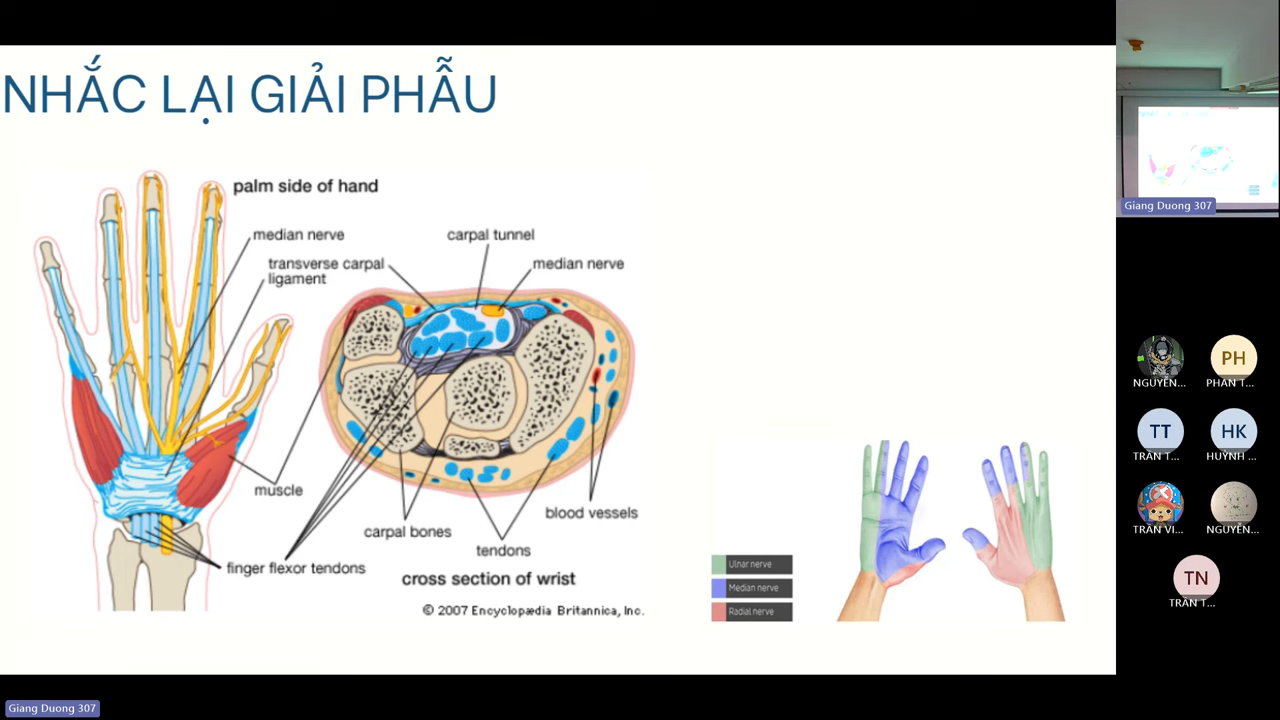 NHẮC LẠI GIẢI PHẪU
palm side of hand
median nerve
transverse carpal
ligament
carpal tunnel
median nerve
muscle
carpal bones
tendons
blood vessels
finger flexor tendons
cross section of wrist
© 2007 Encyclopædia Britannica, Inc.
Ulnar nerve
Median nerve
Radial nerve
Giang Duong 307
NGUYỄN...
PH
PHAN T...
TT
TRẦN T...
HK
HUỲNH ...
TRẦN VI...
NGUYỄN...
TN
TRẦN T...
Giang Duong 307